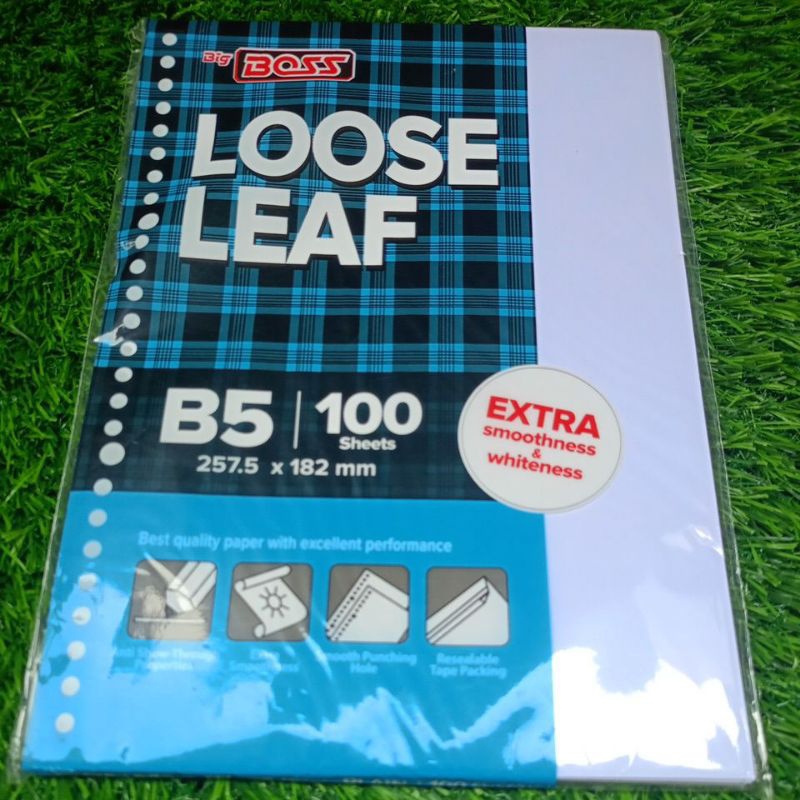 Big BOSS
LOOSE
LEAF
B5
100
Sheets
257.5 x 182 mm
EXTRA
smoothness
&
whiteness
Best quality paper with excellent performance
Properties
Smooth Punching
Hole
Resealable
Tape Packing